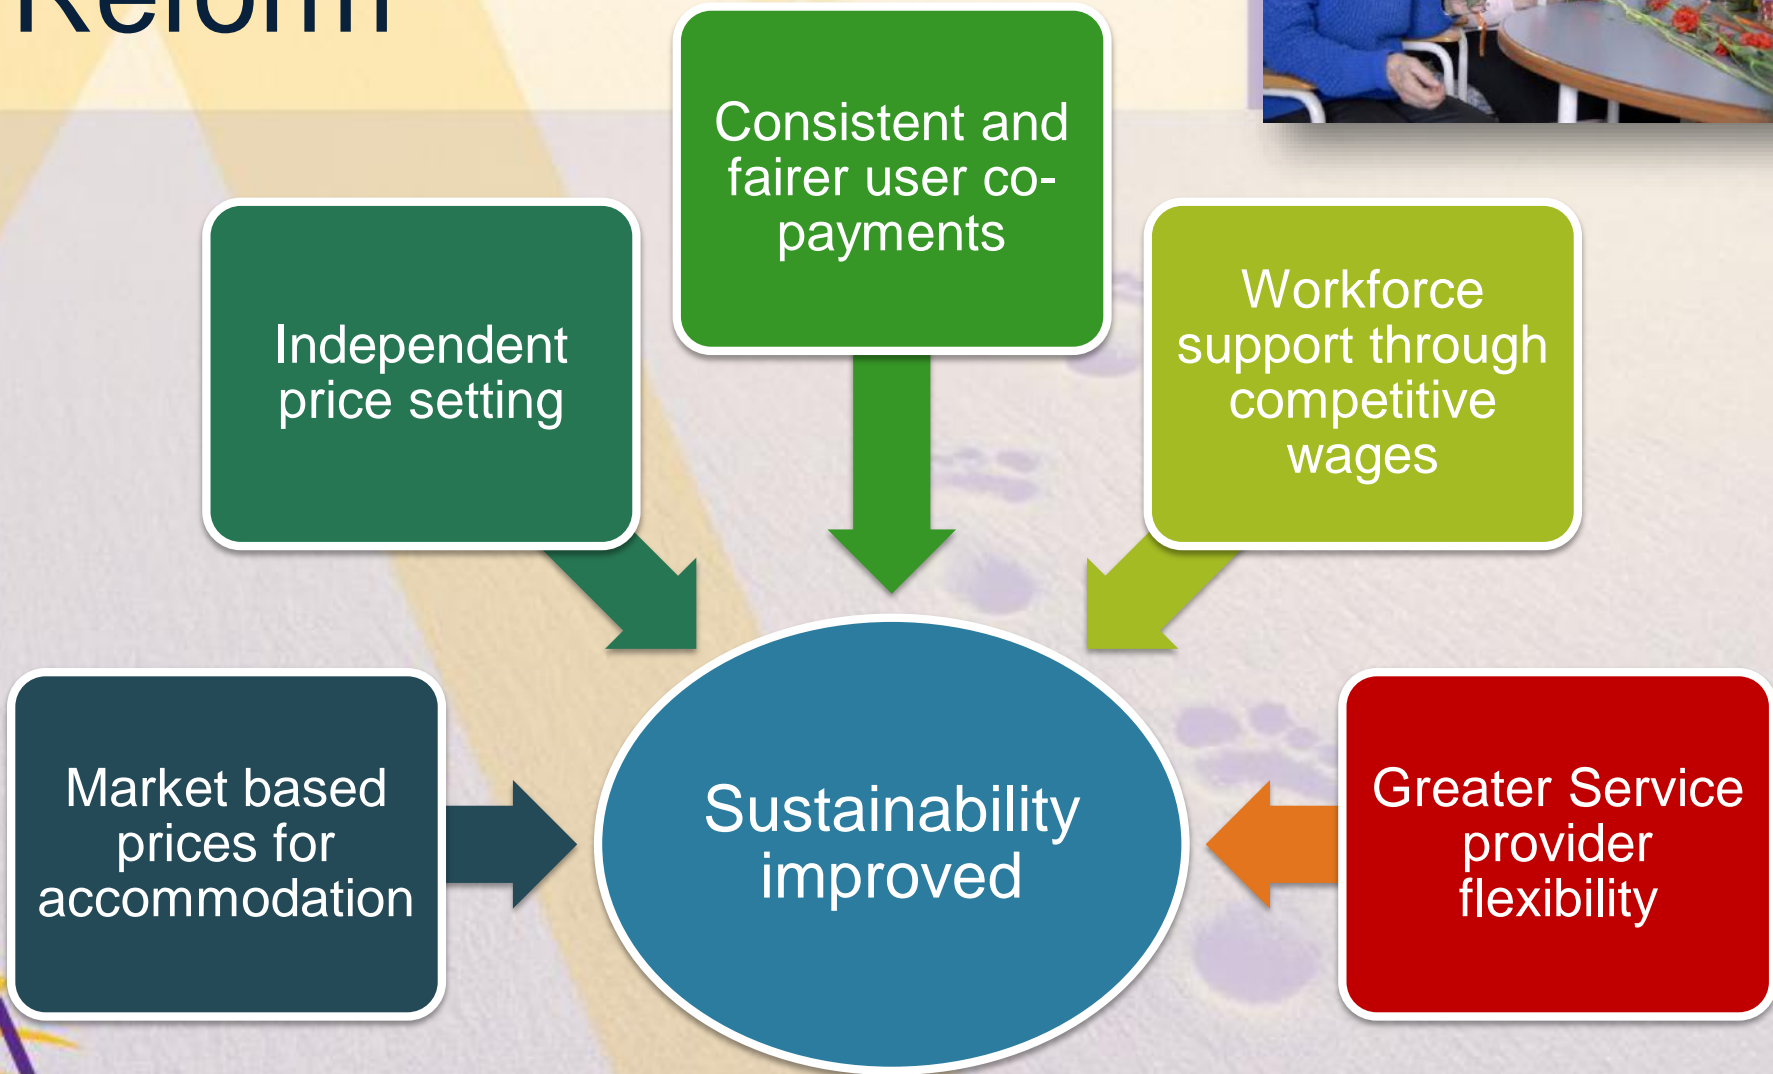 Reform
Consistent and
fairer user co-
payments
Independent
price setting
Workforce
support through
competitive
wages
Market based
prices for
accommodation
Sustainability
improved
Greater Service
provider
flexibility